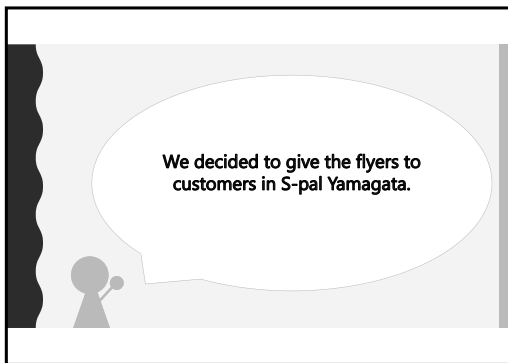 We decided to give the flyers to
customers in S-pal Yamagata.